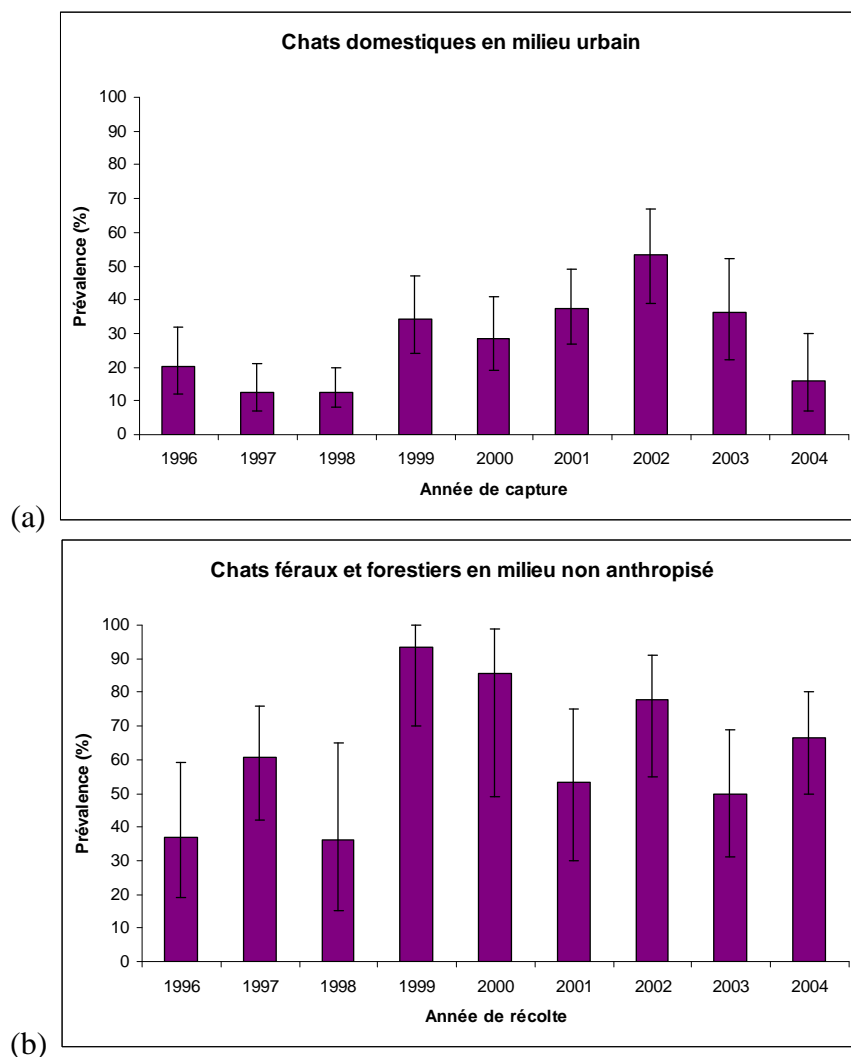 Chats domestiques en milieu urbain
100
90
80
70
60
50
40
30
20
10
0
Prévalence (%)
1996 1997 1998 1999 2000 2001 2002 2003 2004
Année de capture
(a)
Chats féraux et forestiers en milieu non anthropisé
100
90
80
70
60
50
40
30
20
10
0
Prévalence (%)
1996 1997 1998 1999 2000 2001 2002 2003 2004
Année de récolte
(b)